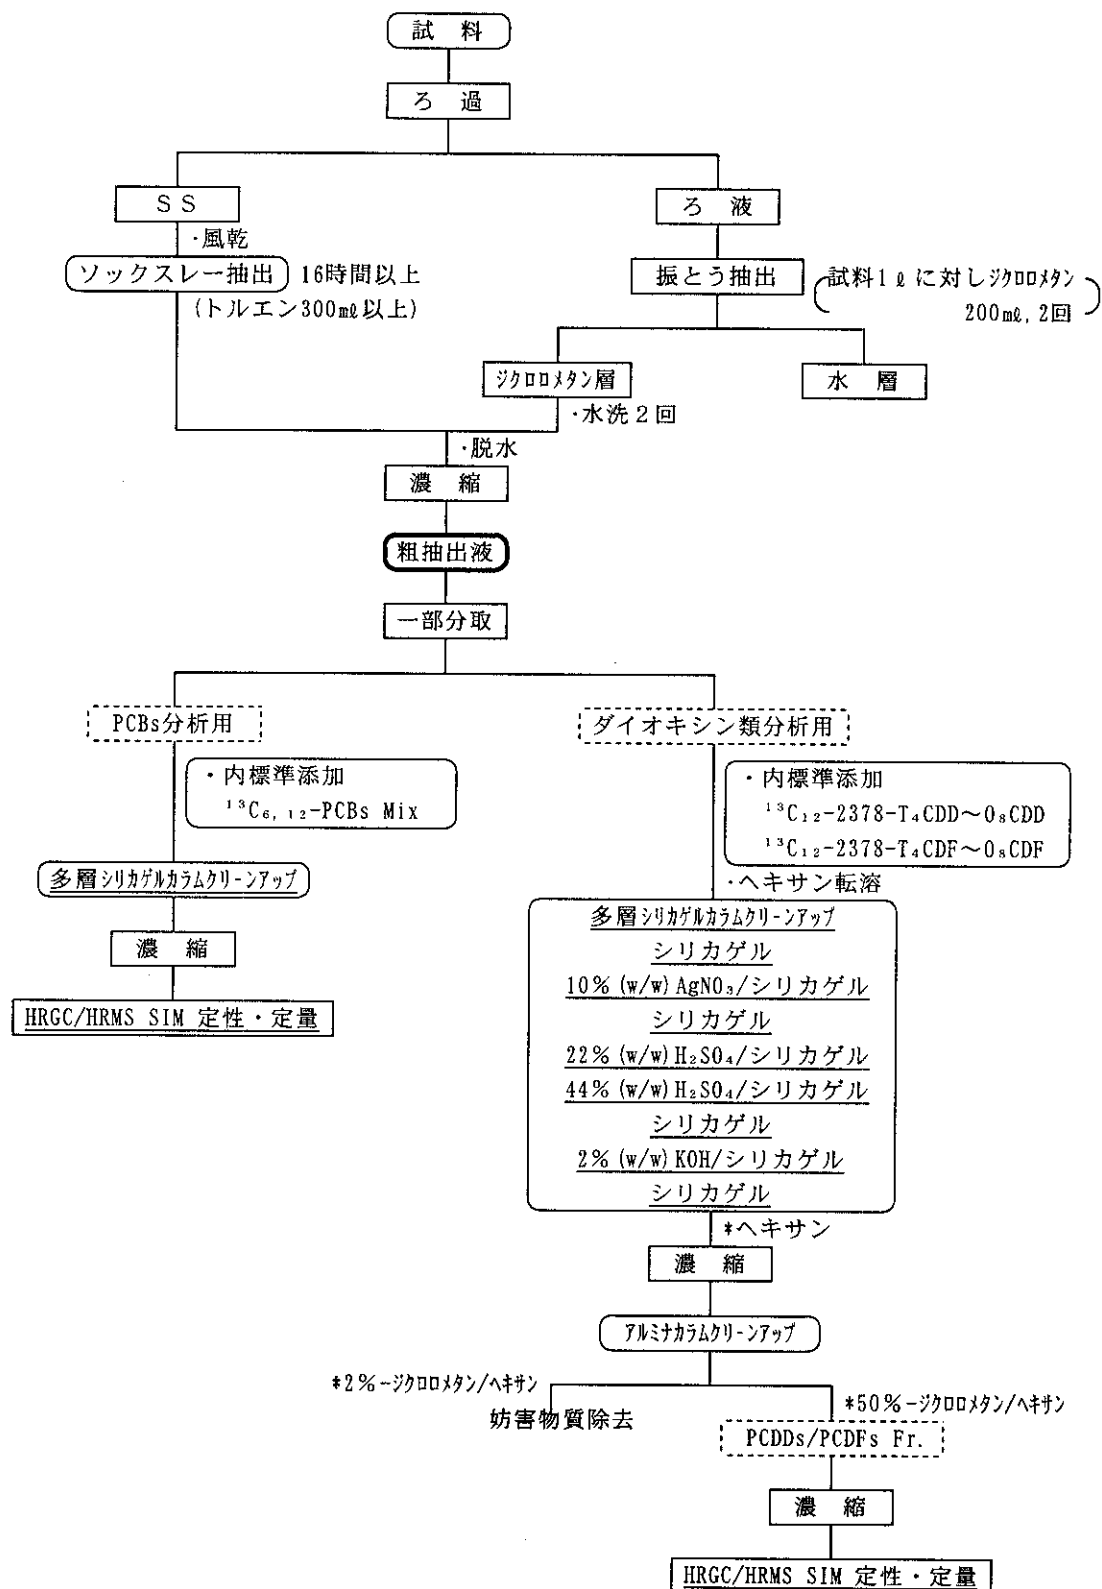 試　料
ろ　過
ＳＳ
ろ　液
・風乾
ソックスレー抽出　16時間以上
(トルエン300mℓ以上)
振とう抽出
(試料1ℓに対しジクロロメタン
200mℓ, 2回)
ジクロロメタン層
水　層
・水洗２回
・脱水
濃　縮
粗抽出液
一部分取
PCBs分析用
・内標準添加
¹³C₆,₁₂-PCBs Mix
多層シリカゲルカラムクリーンアップ
濃　縮
HRGC/HRMS SIM 定性・定量
ダイオキシン類分析用
・内標準添加
¹³C₁₂-2378-T₄CDD～O₈CDD
¹³C₁₂-2378-T₄CDF～O₈CDF
・ヘキサン転溶
多層シリカゲルカラムクリーンアップ
シリカゲル
10%(w/w)AgNO₃/シリカゲル
シリカゲル
22%(w/w)H₂SO₄/シリカゲル
44%(w/w)H₂SO₄/シリカゲル
シリカゲル
2%(w/w)KOH/シリカゲル
シリカゲル
*ヘキサン
濃　縮
アルミナカラムクリーンアップ
*2%-ジクロロメタン/ヘキサン
妨害物質除去
*50%-ジクロロメタン/ヘキサン
PCDDs/PCDFs Fr.
濃　縮
HRGC/HRMS SIM 定性・定量